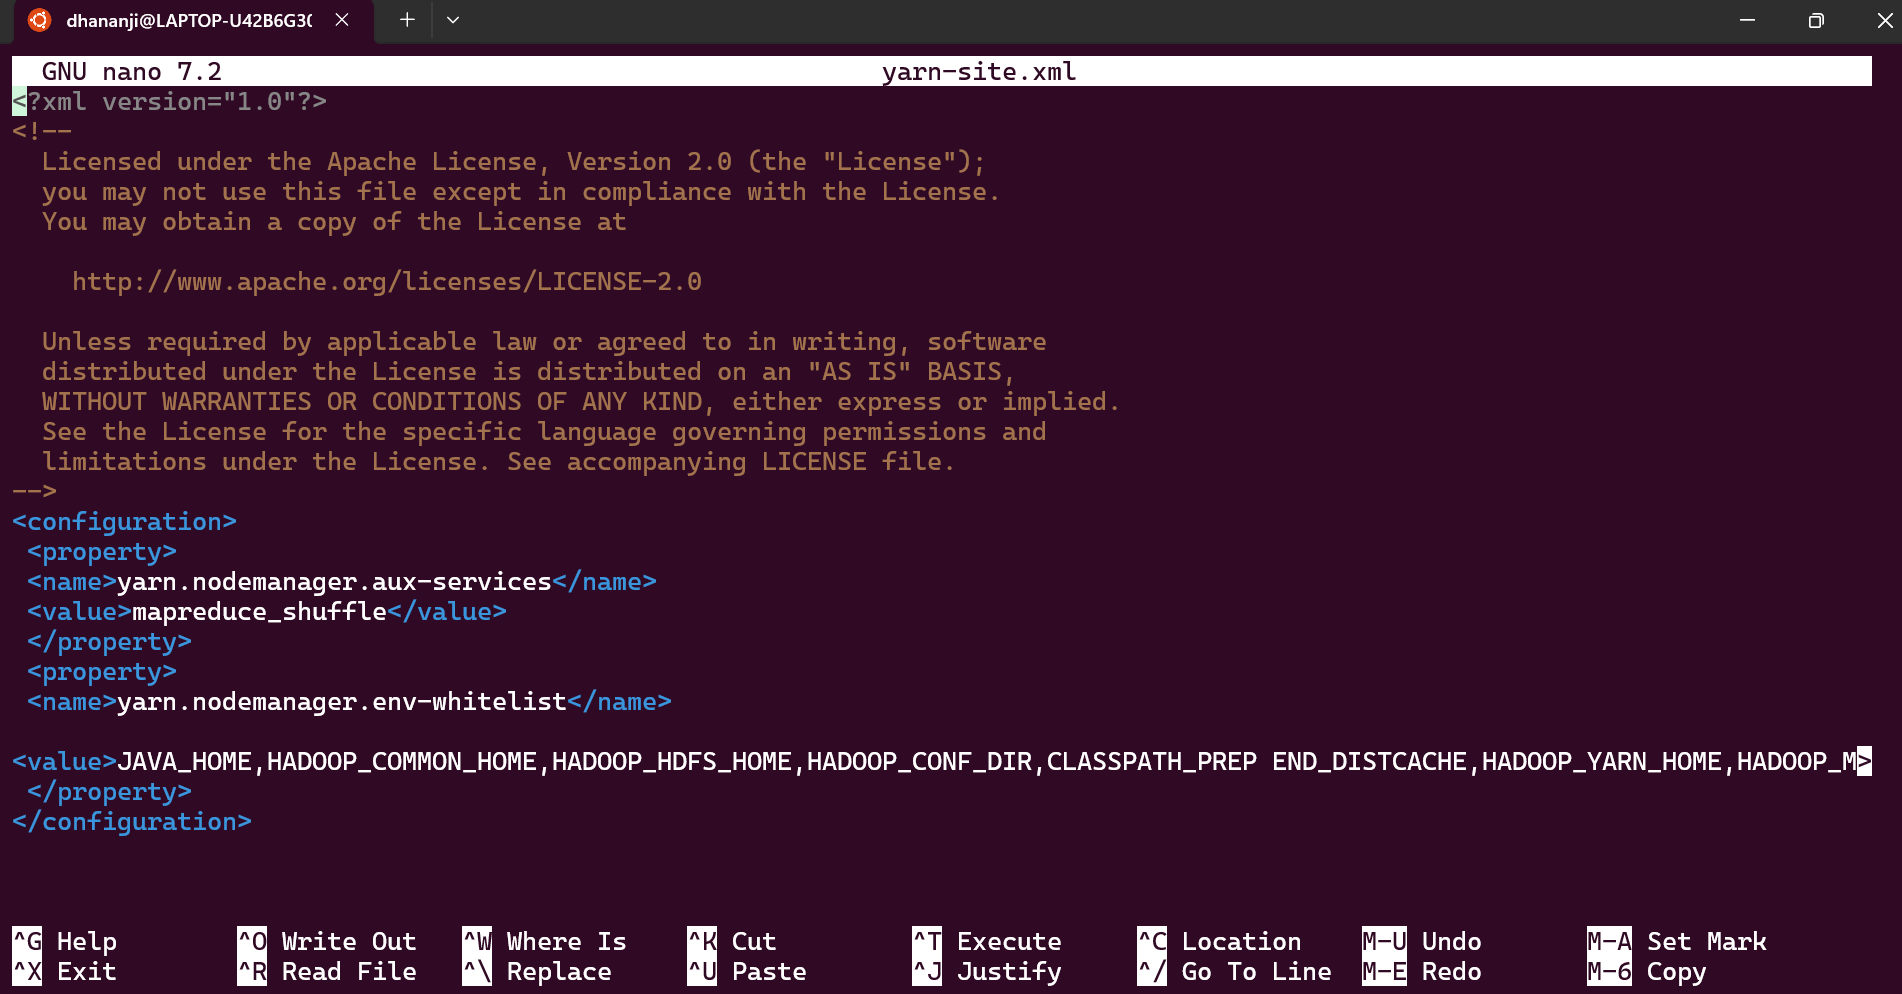 dhananji@LAPTOP-U42B6G30
GNU nano 7.2 yarn-site.xml
<?xml version="1.0"?>
<!--
Licensed under the Apache License, Version 2.0 (the "License");
you may not use this file except in compliance with the License.
You may obtain a copy of the License at
http://www.apache.org/licenses/LICENSE-2.0
Unless required by applicable law or agreed to in writing, software
distributed under the License is distributed on an "AS IS" BASIS,
WITHOUT WARRANTIES OR CONDITIONS OF ANY KIND, either express or implied.
See the License for the specific language governing permissions and
limitations under the License. See accompanying LICENSE file.
-->
<configuration>
<property>
<name>yarn.nodemanager.aux-services</name>
<value>mapreduce_shuffle</value>
</property>
<property>
<name>yarn.nodemanager.env-whitelist</name>
<value>JAVA_HOME,HADOOP_COMMON_HOME,HADOOP_HDFS_HOME,HADOOP_CONF_DIR,CLASSPATH_PREP END_DISTCACHE,HADOOP_YARN_HOME,HADOOP_M>
</property>
</configuration>
^G Help ^O Write Out ^W Where Is ^K Cut ^T Execute ^C Location M-U Undo M-A Set Mark
^X Exit ^R Read File ^\ Replace ^U Paste ^J Justify ^/ Go To Line M-E Redo M-6 Copy